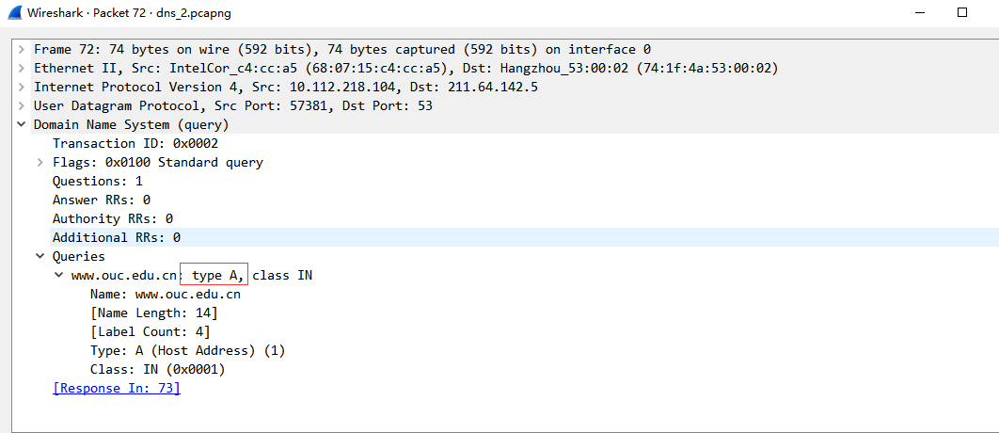 Wireshark · Packet 72 · dns_2.pcapng
Frame 72: 74 bytes on wire (592 bits), 74 bytes captured (592 bits) on interface 0
Ethernet II, Src: IntelCor_c4:cc:a5 (68:07:15:c4:cc:a5), Dst: Hangzhou_53:00:02 (74:1f:4a:53:00:02)
Internet Protocol Version 4, Src: 10.112.218.104, Dst: 211.64.142.5
User Datagram Protocol, Src Port: 57381, Dst Port: 53
Domain Name System (query)
Transaction ID: 0x0002
Flags: 0x0100 Standard query
Questions: 1
Answer RRs: 0
Authority RRs: 0
Additional RRs: 0
Queries
www.ouc.edu.cn: type A, class IN
Name: www.ouc.edu.cn
[Name Length: 14]
[Label Count: 4]
Type: A (Host Address) (1)
Class: IN (0x0001)
[Response In: 73]